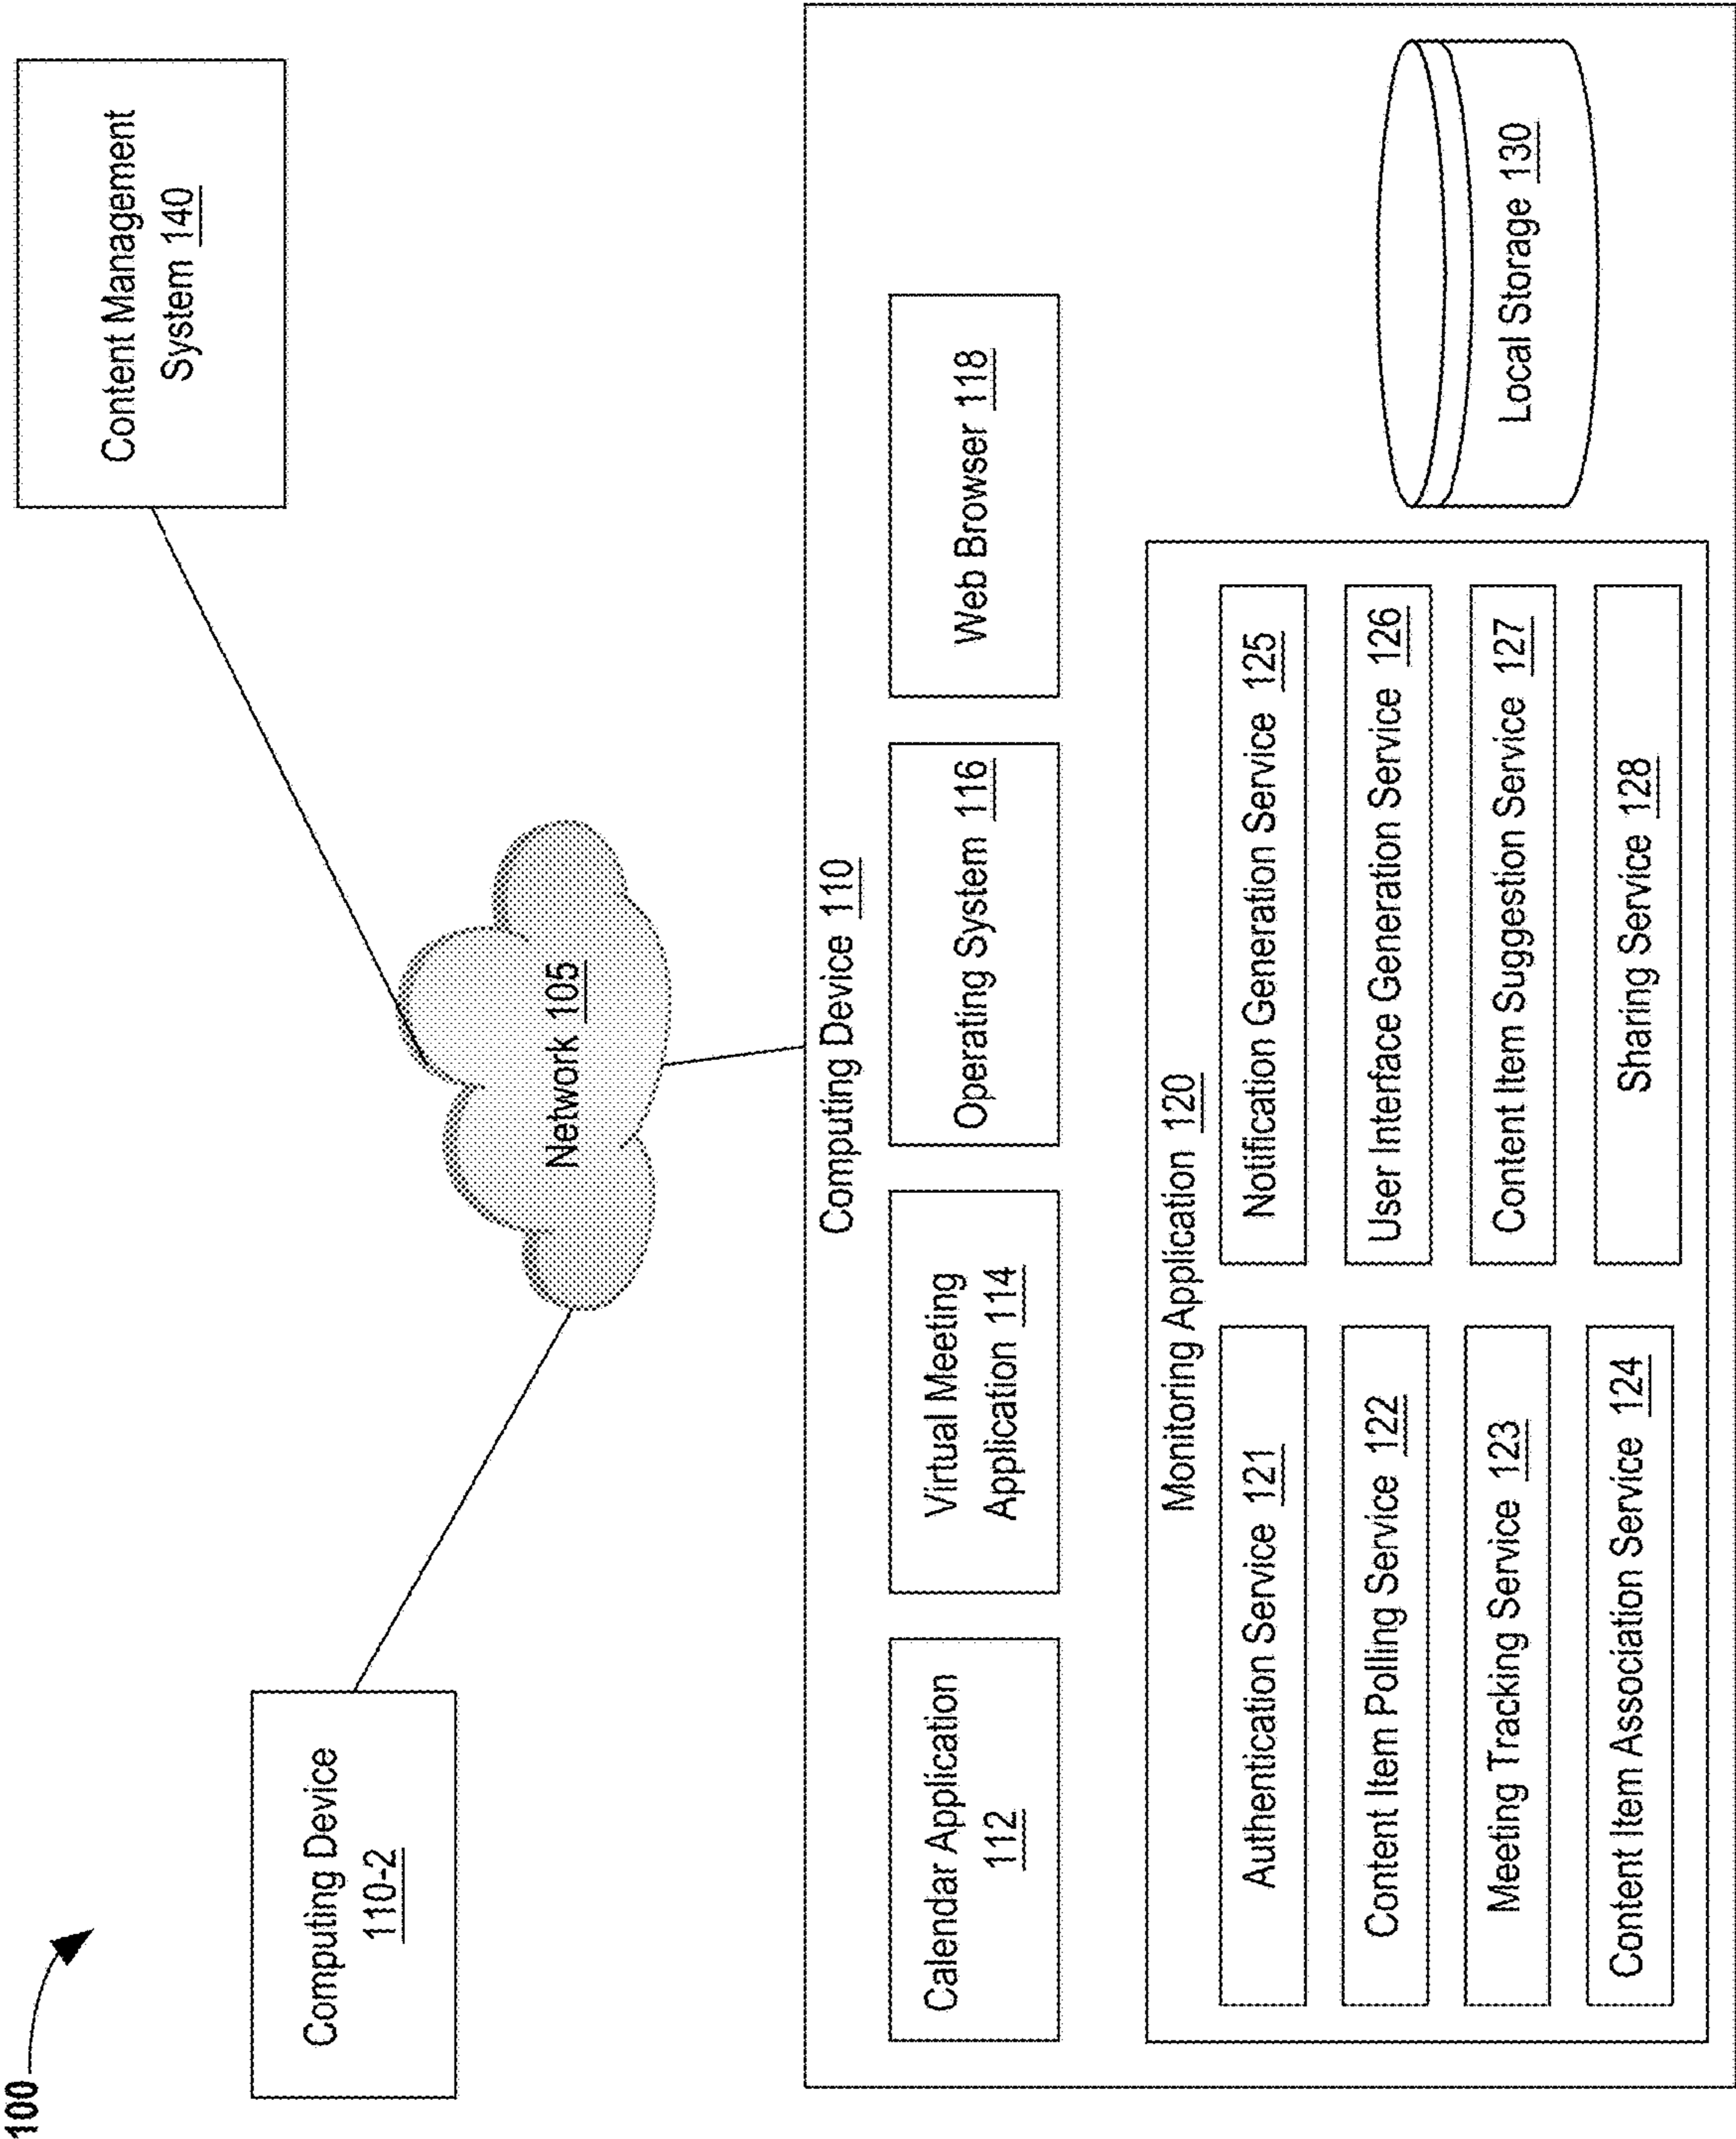 100
Computing Device
110-2
Content Management
System 140
Network 105
Computing Device 110
Calendar Application
112
Virtual Meeting
Application 114
Operating System 116
Web Browser 118
Monitoring Application 120
Authentication Service 121
Content Item Polling Service 122
Meeting Tracking Service 123
Content Item Association Service 124
Notification Generation Service 125
User Interface Generation Service 126
Content Item Suggestion Service 127
Sharing Service 128
Local Storage 130